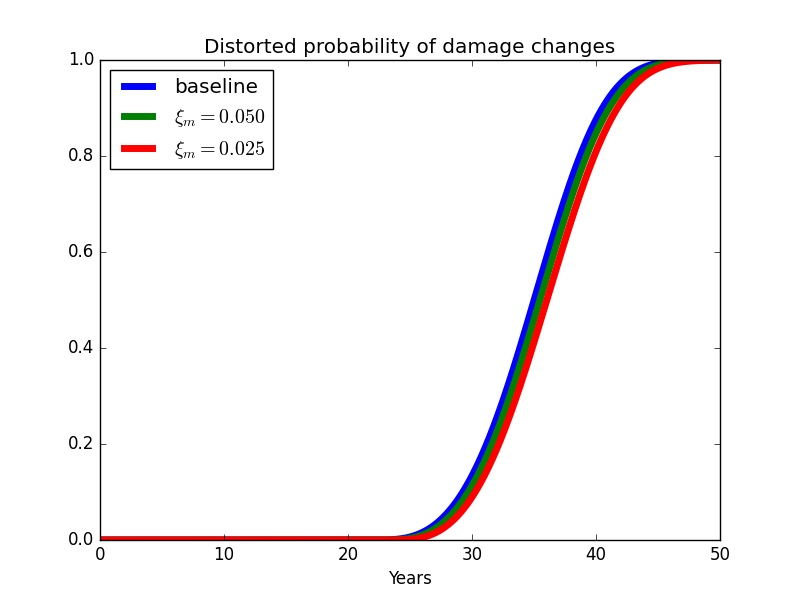 Distorted probability of damage changes
1.0
0.8
0.6
0.4
0.2
0.0
baseline
ξₘ = 0.050
ξₘ = 0.025
0 10 20 30 40 50
Years